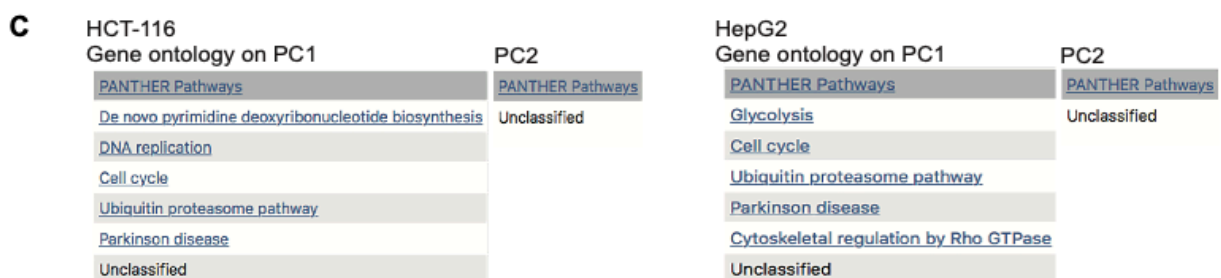 C
HCT-116
Gene ontology on PC1
PC2
PANTHER Pathways
PANTHER Pathways
De novo pyrimidine deoxyribonucleotide biosynthesis
Unclassified
DNA replication
Cell cycle
Ubiquitin proteasome pathway
Parkinson disease
Unclassified
HepG2
Gene ontology on PC1
PC2
PANTHER Pathways
PANTHER Pathways
Glycolysis
Unclassified
Cell cycle
Ubiquitin proteasome pathway
Parkinson disease
Cytoskeletal regulation by Rho GTPase
Unclassified